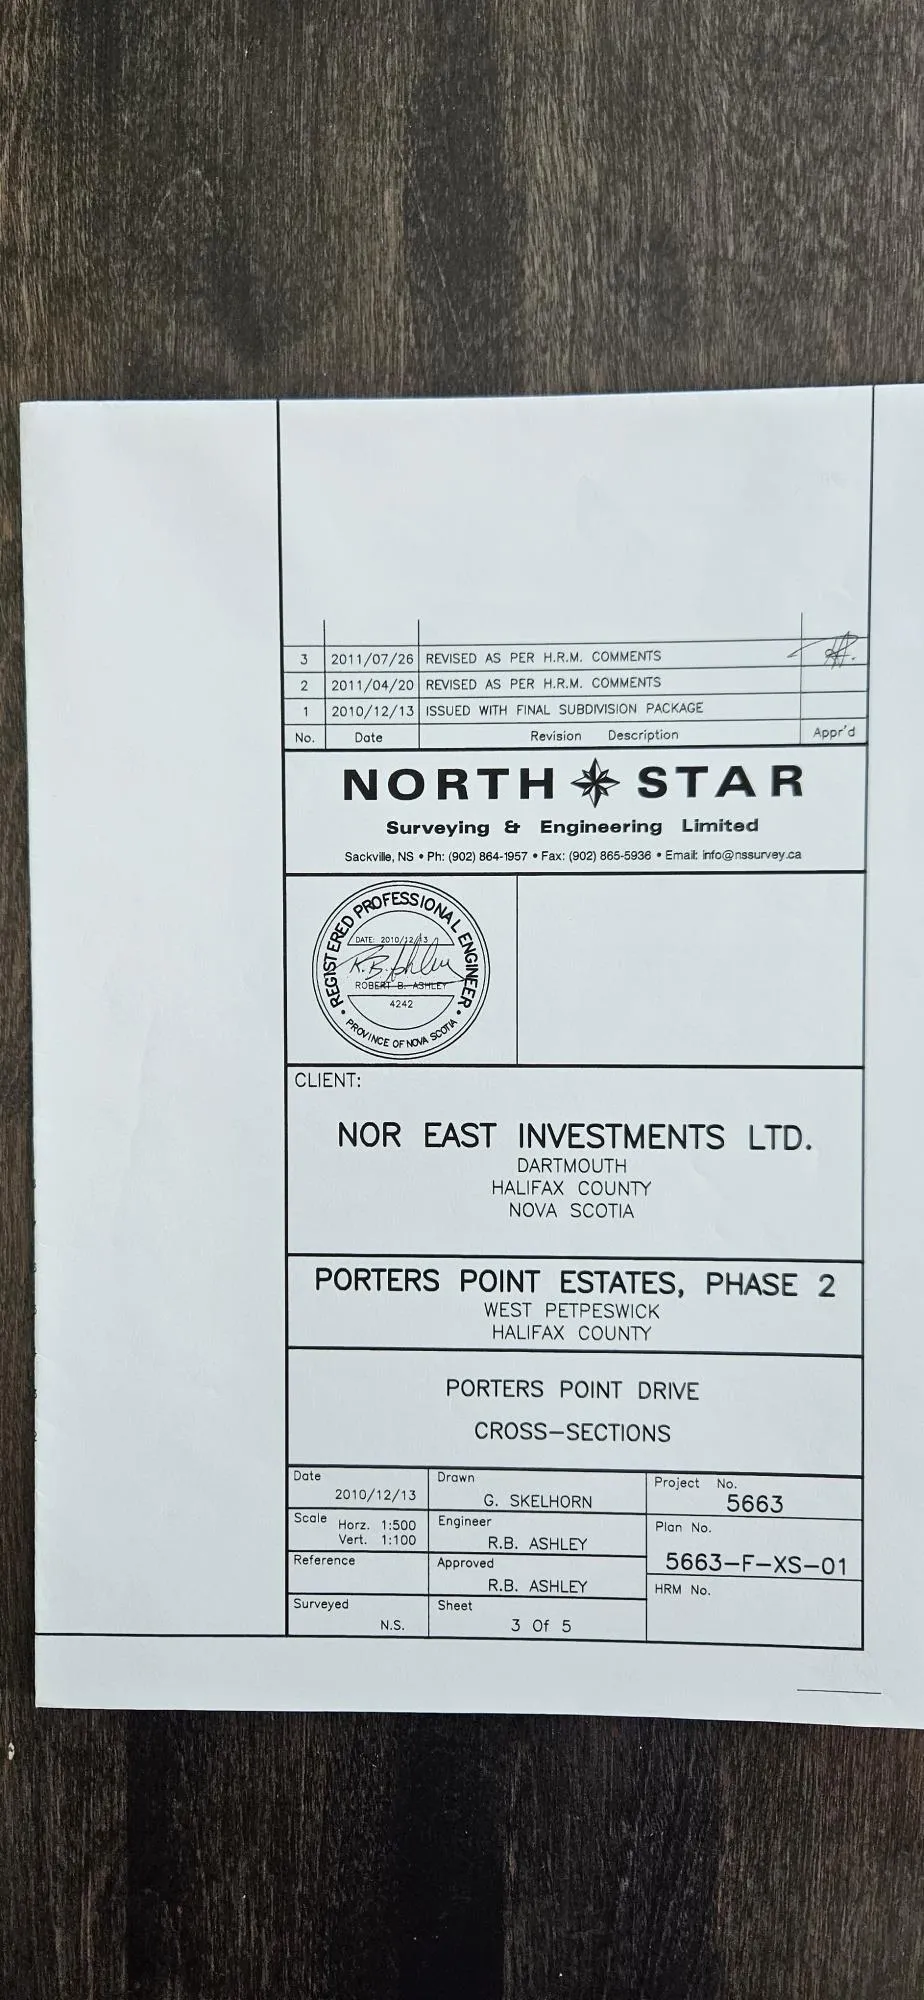 3 2011/07/26 REVISED AS PER H.R.M. COMMENTS
2 2011/04/20 REVISED AS PER H.R.M. COMMENTS
1 2010/12/13 ISSUED WITH FINAL SUBDIVISION PACKAGE
No. Date Revision Description Appr'd
NORTH STAR
Surveying & Engineering Limited
Sackville, NS • Ph: (902) 864-1957 • Fax: (902) 865-5936 • Email: info@nssurvey.ca
REGISTERED PROFESSIONAL ENGINEER
DATE: 2010/12/13
R.B. Ashley
ROBERT B. ASHLEY
4242
PROVINCE OF NOVA SCOTIA
CLIENT:
NOR EAST INVESTMENTS LTD.
DARTMOUTH
HALIFAX COUNTY
NOVA SCOTIA
PORTERS POINT ESTATES, PHASE 2
WEST PETPESWICK
HALIFAX COUNTY
PORTERS POINT DRIVE
CROSS-SECTIONS
Date
2010/12/13
Drawn
G. SKELHORN
Project No.
5663
Scale Horz. 1:500
Vert. 1:100
Engineer
R.B. ASHLEY
Plan No.
5663-F-XS-01
Reference
Approved
R.B. ASHLEY
HRM No.
Surveyed
N.S.
Sheet
3 Of 5